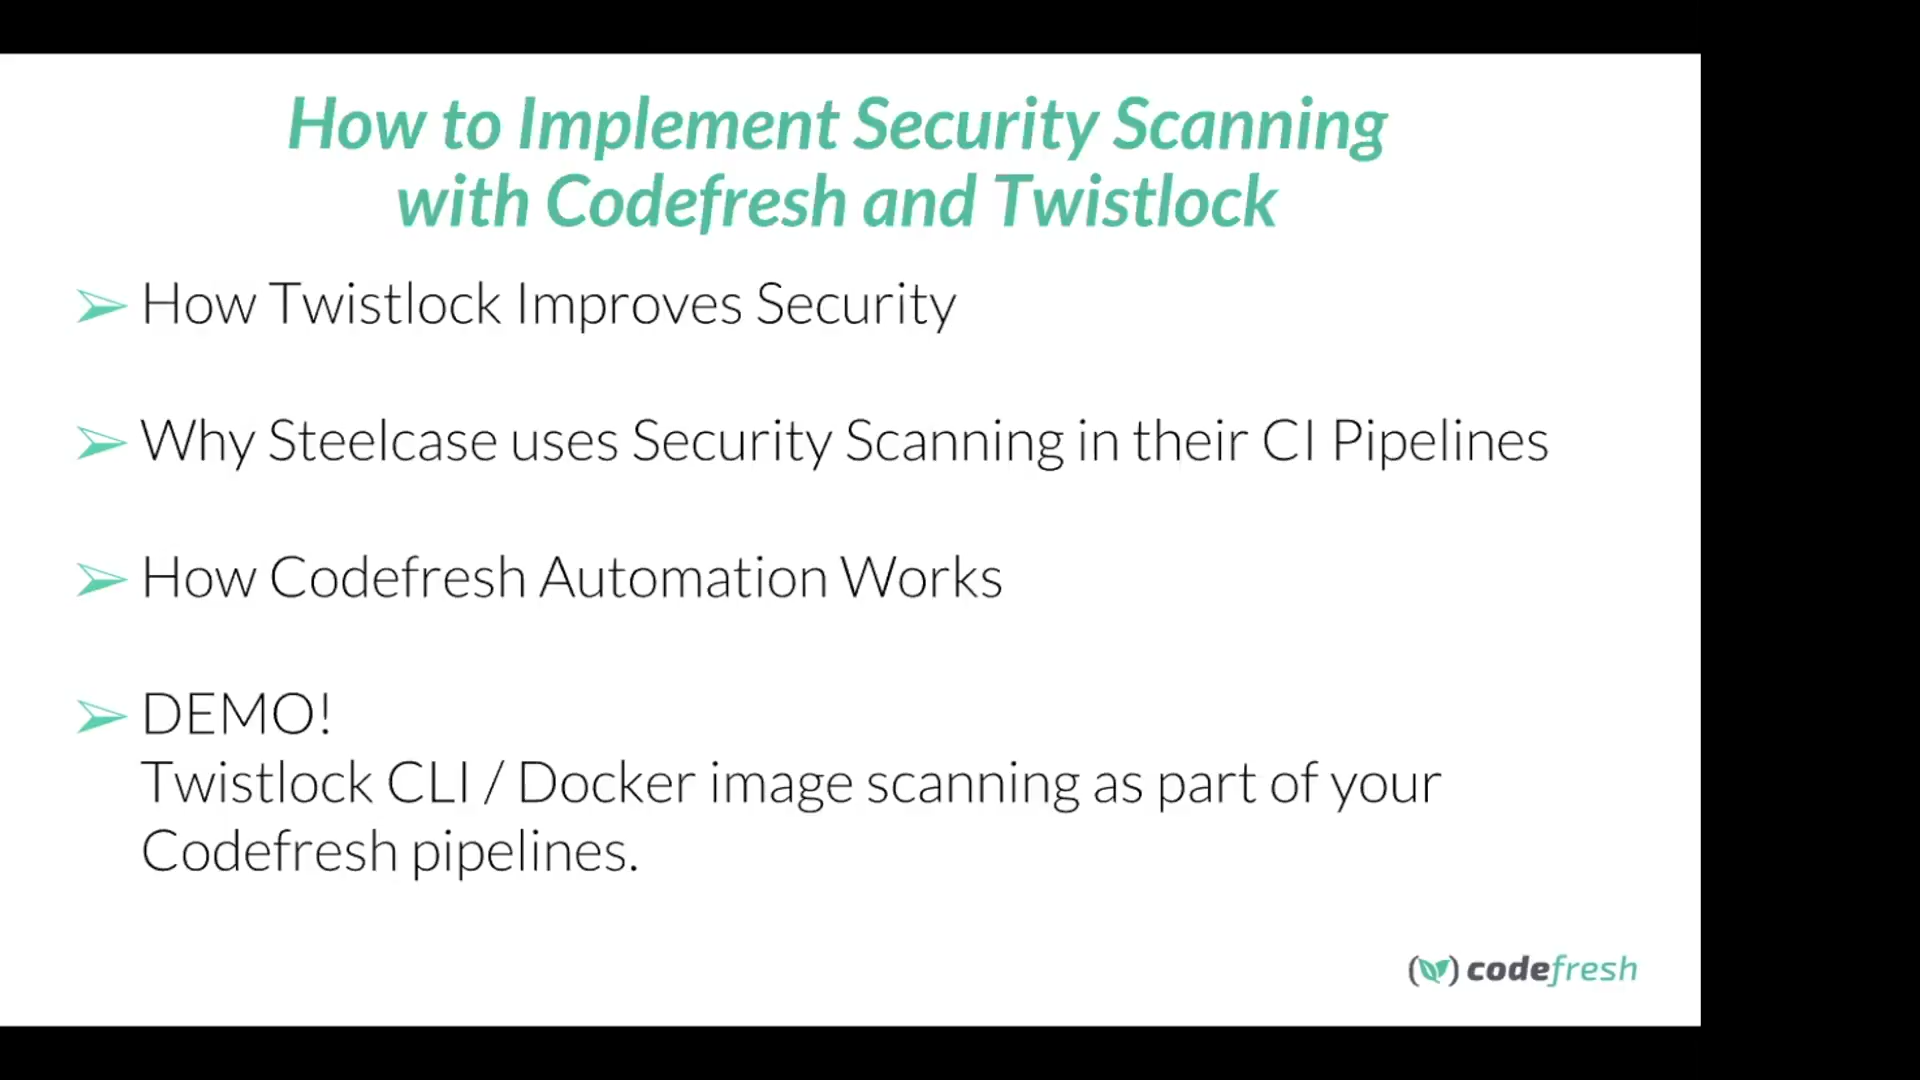 How to Implement Security Scanning
with Codefresh and Twistlock
➢ How Twistlock Improves Security
➢ Why Steelcase uses Security Scanning in their CI Pipelines
➢ How Codefresh Automation Works
➢ DEMO!
Twistlock CLI / Docker image scanning as part of your
Codefresh pipelines.
codefresh